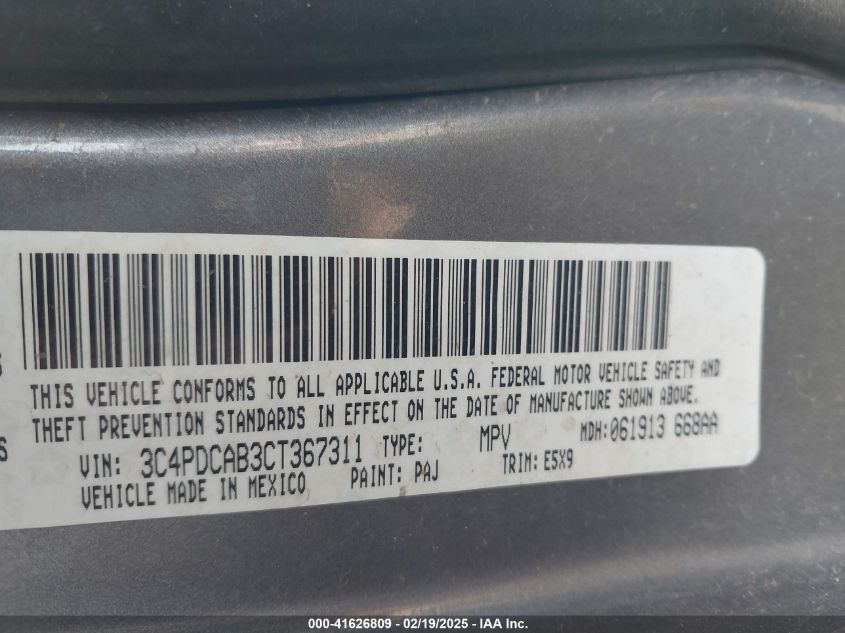 S
THIS VEHICLE CONFORMS TO ALL APPLICABLE U.S.A. FEDERAL MOTOR VEHICLE SAFETY AND
THEFT PREVENTION STANDARDS IN EFFECT ON THE DATE OF MANUFACTURE SHOWN ABOVE.
S
VIN: 3C4PDCAB3CT367311 TYPE: MPV MDH:061913 668AA
VEHICLE MADE IN MEXICO PAINT: PAJ TRIM: E5X9
000-41626809 - 02/19/2025 - IAA Inc.